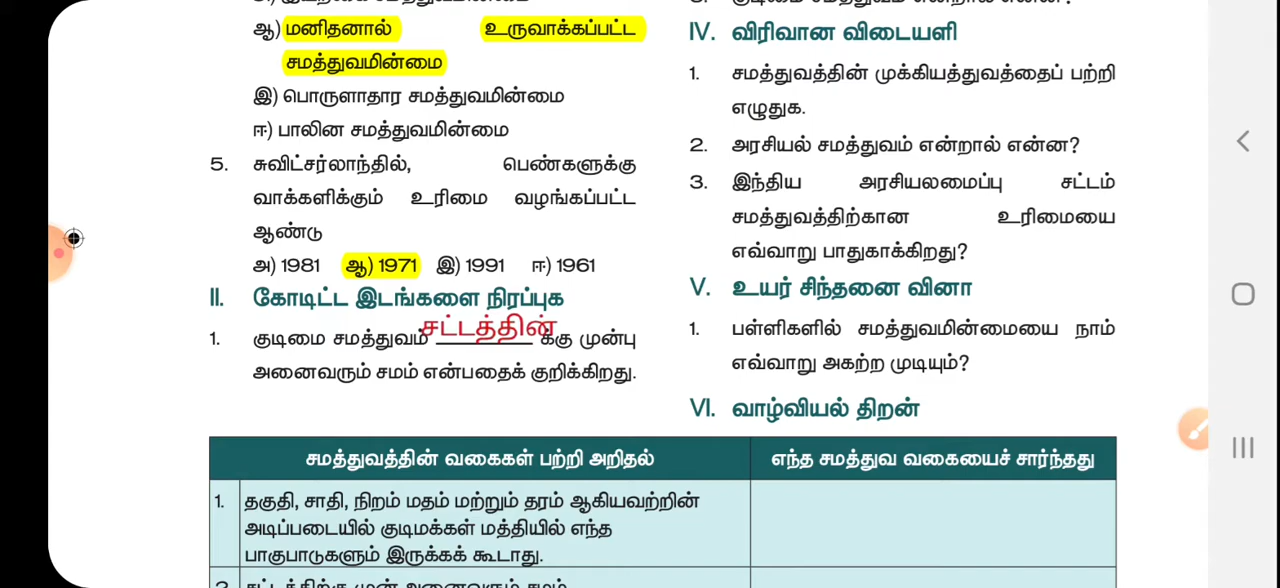 ஆ) மனிதனால் உருவாக்கப்பட்ட
சமத்துவமின்மை
இ) பொருளாதார சமத்துவமின்மை
ஈ) பாலின சமத்துவமின்மை
5. சுவிட்சர்லாந்தில், பெண்களுக்கு
வாக்களிக்கும் உரிமை வழங்கப்பட்ட
ஆண்டு
அ) 1981 ஆ) 1971 இ) 1991 ஈ) 1961
II. கோடிட்ட இடங்களை நிரப்புக
சட்டத்தின்
1. குடிமை சமத்துவம் ________ க்கு முன்பு
அனைவரும் சமம் என்பதைக் குறிக்கிறது.
IV. விரிவான விடையளி
1. சமத்துவத்தின் முக்கியத்துவத்தைப் பற்றி
எழுதுக.
2. அரசியல் சமத்துவம் என்றால் என்ன?
3. இந்திய அரசியலமைப்பு சட்டம்
சமத்துவத்திற்கான உரிமையை
எவ்வாறு பாதுகாக்கிறது?
V. உயர் சிந்தனை வினா
1. பள்ளிகளில் சமத்துவமின்மையை நாம்
எவ்வாறு அகற்ற முடியும்?
VI. வாழ்வியல் திறன்
சமத்துவத்தின் வகைகள் பற்றி அறிதல்
எந்த சமத்துவ வகையைச் சார்ந்தது
1. தகுதி, சாதி, நிறம் மதம் மற்றும் தரம் ஆகியவற்றின்
அடிப்படையில் குடிமக்கள் மத்தியில் எந்த
பாகுபாடுகளும் இருக்கக் கூடாது.